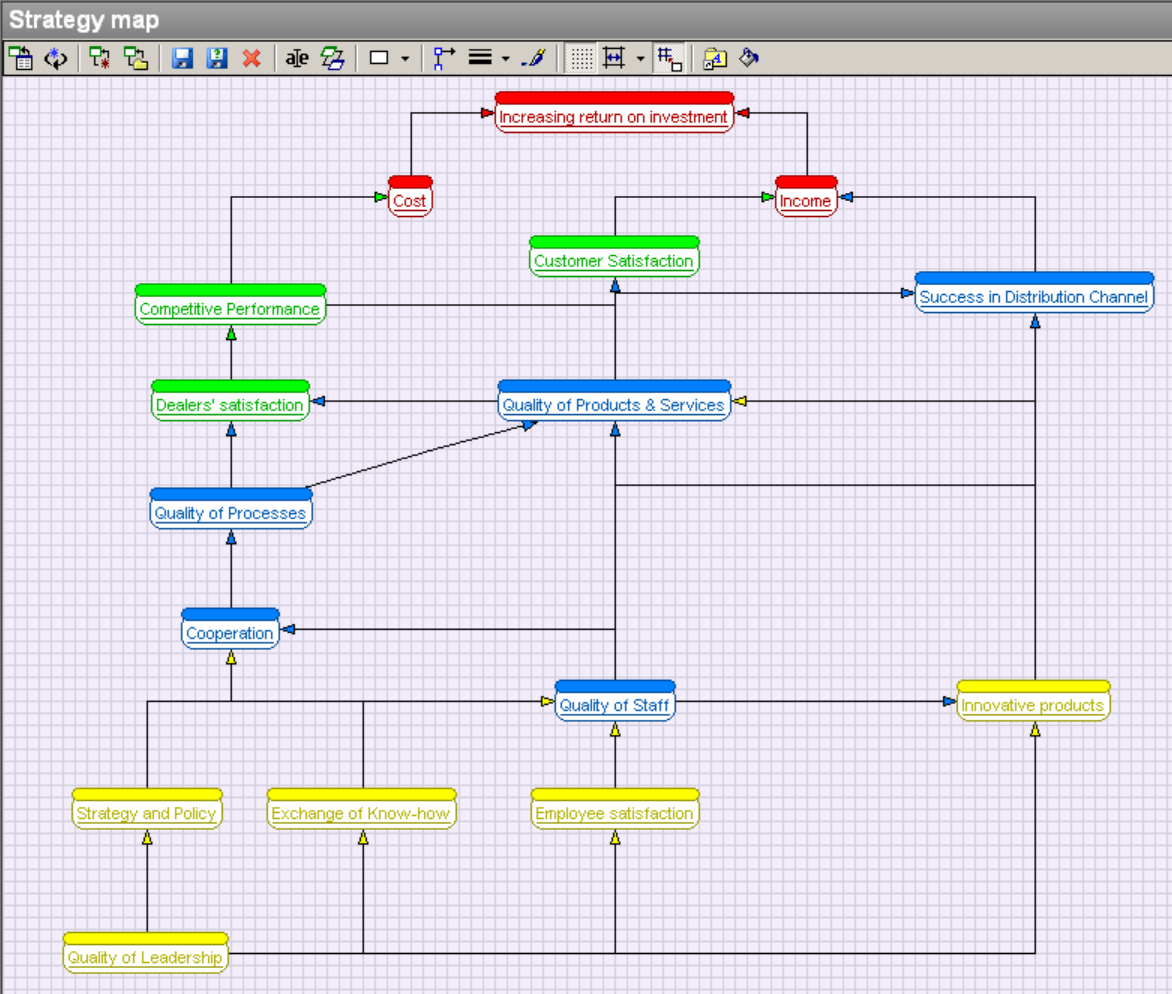 Strategy map
a|e
A
Increasing return on investment
Cost
Income
Customer Satisfaction
Success in Distribution Channel
Competitive Performance
Dealers' satisfaction
Quality of Products & Services
Quality of Processes
Cooperation
Quality of Staff
Innovative products
Strategy and Policy
Exchange of Know-how
Employee satisfaction
Quality of Leadership